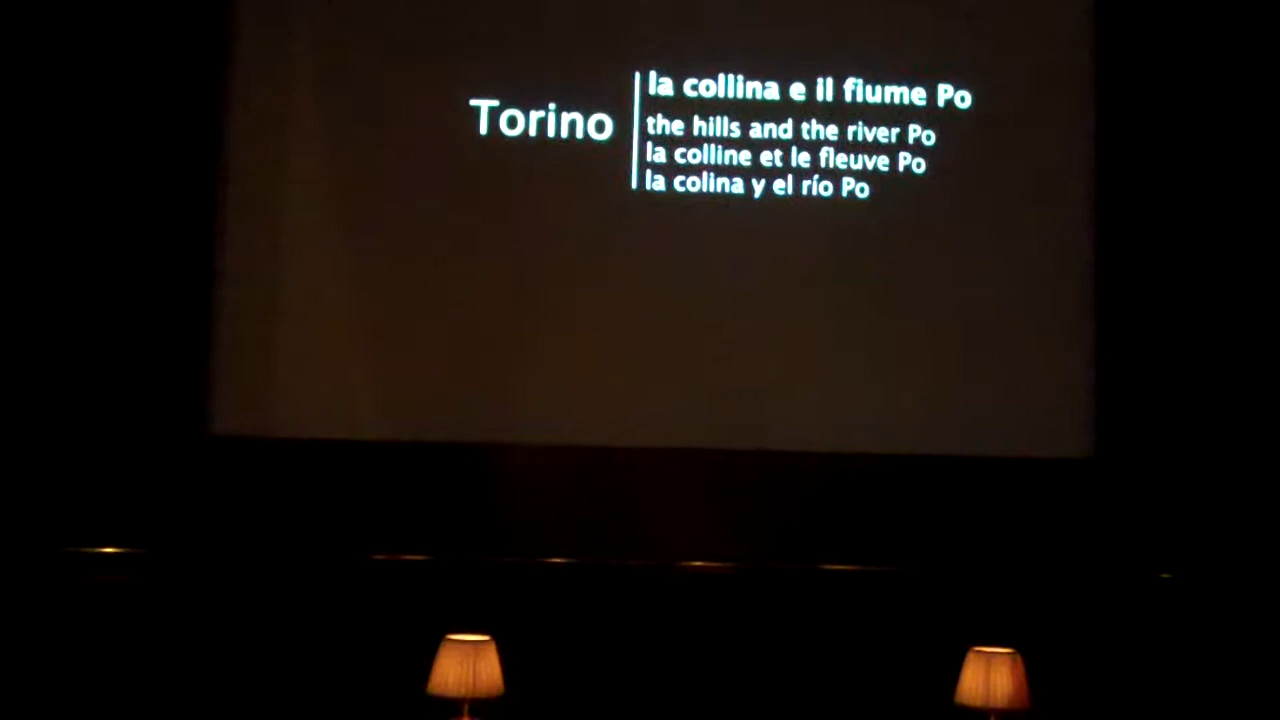 Torino
la collina e il fiume Po
the hills and the river Po
la colline et le fleuve Po
la colina y el río Po